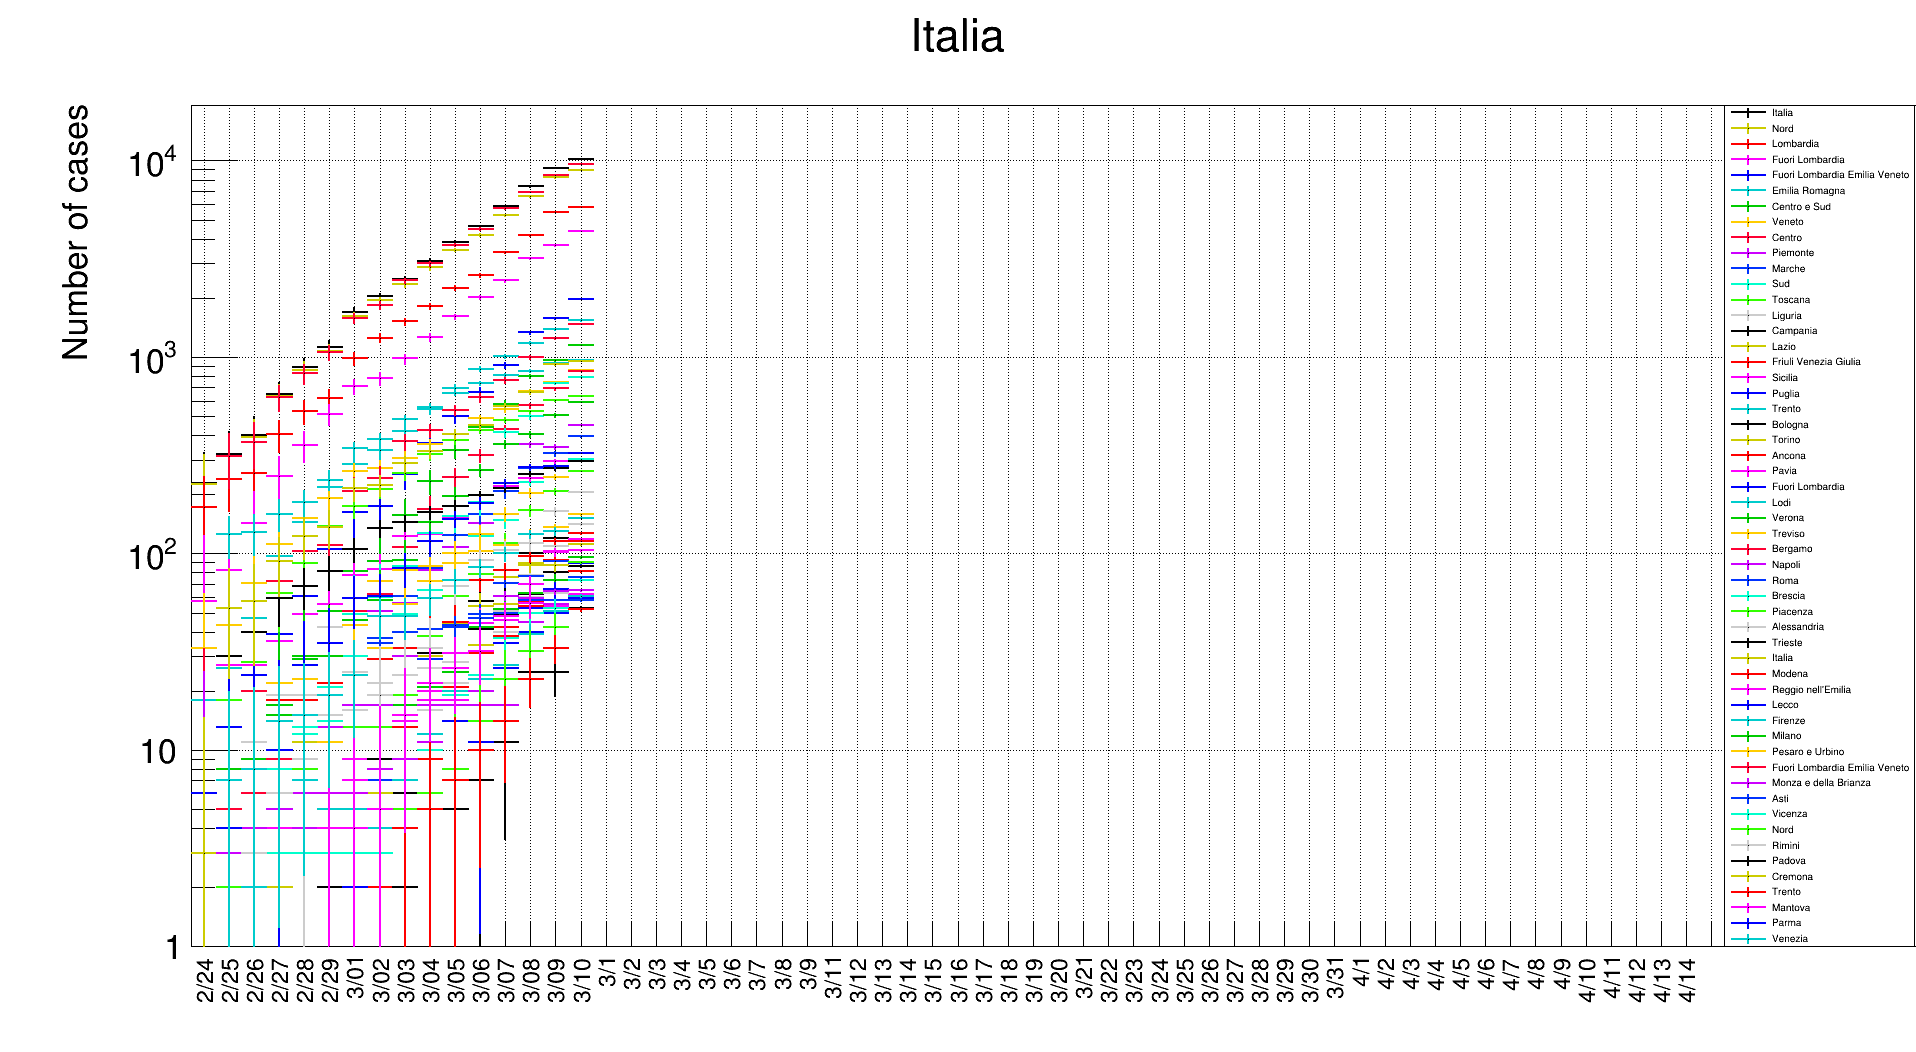 Italia
Number of cases
10^4
10^3
10^2
10
1
2/24 2/25 2/26 2/27 2/28 2/29 3/01 3/02 3/03 3/04 3/05 3/06 3/07 3/08 3/09 3/10 3/1 3/2 3/3 3/4 3/5 3/6 3/7 3/8 3/9 3/11 3/12 3/13 3/14 3/15 3/16 3/17 3/18 3/19 3/20 3/21 3/22 3/23 3/24 3/25 3/26 3/27 3/28 3/29 3/30 3/31 4/1 4/2 4/3 4/4 4/5 4/6 4/7 4/8 4/9 4/10 4/11 4/12 4/13 4/14
Italia
Nord
Lombardia
Fuori Lombardia
Fuori Lombardia Emilia Veneto
Emilia Romagna
Centro e Sud
Veneto
Centro
Piemonte
Marche
Sud
Toscana
Liguria
Campania
Lazio
Friuli Venezia Giulia
Sicilia
Puglia
Trento
Bologna
Torino
Ancona
Pavia
Fuori Lombardia
Lodi
Verona
Treviso
Bergamo
Napoli
Roma
Brescia
Piacenza
Alessandria
Trieste
Italia
Modena
Reggio nell'Emilia
Lecco
Firenze
Milano
Pesaro e Urbino
Fuori Lombardia Emilia Veneto
Monza e della Brianza
Asti
Vicenza
Nord
Rimini
Padova
Cremona
Trento
Mantova
Parma
Venezia